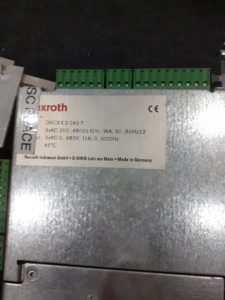 exroth
DKCXX.3-040-7
3xAC 200...480V±10%, 16A, 50...60Hz±2
3xAC 0...480V, 11A, 0...1000Hz
45°C
Rexroth Indramat GmbH • D-97816 Lohr am Main • Made in Germany
CE